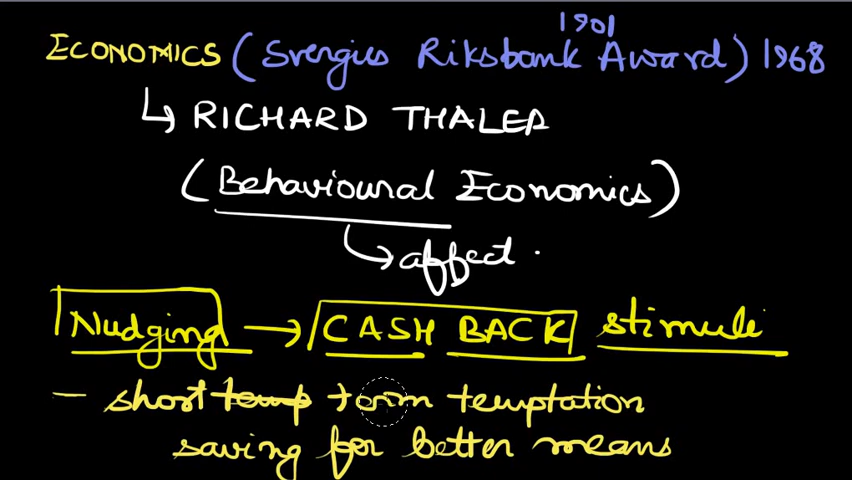 1901
ECONOMICS (Svengius Riksbank Award) 1968
↳ RICHARD THALER
(Behavioural Economics)
↳ affect.
Nudging → CASH BACK stimuli
- short temp term temptation
saving for better means